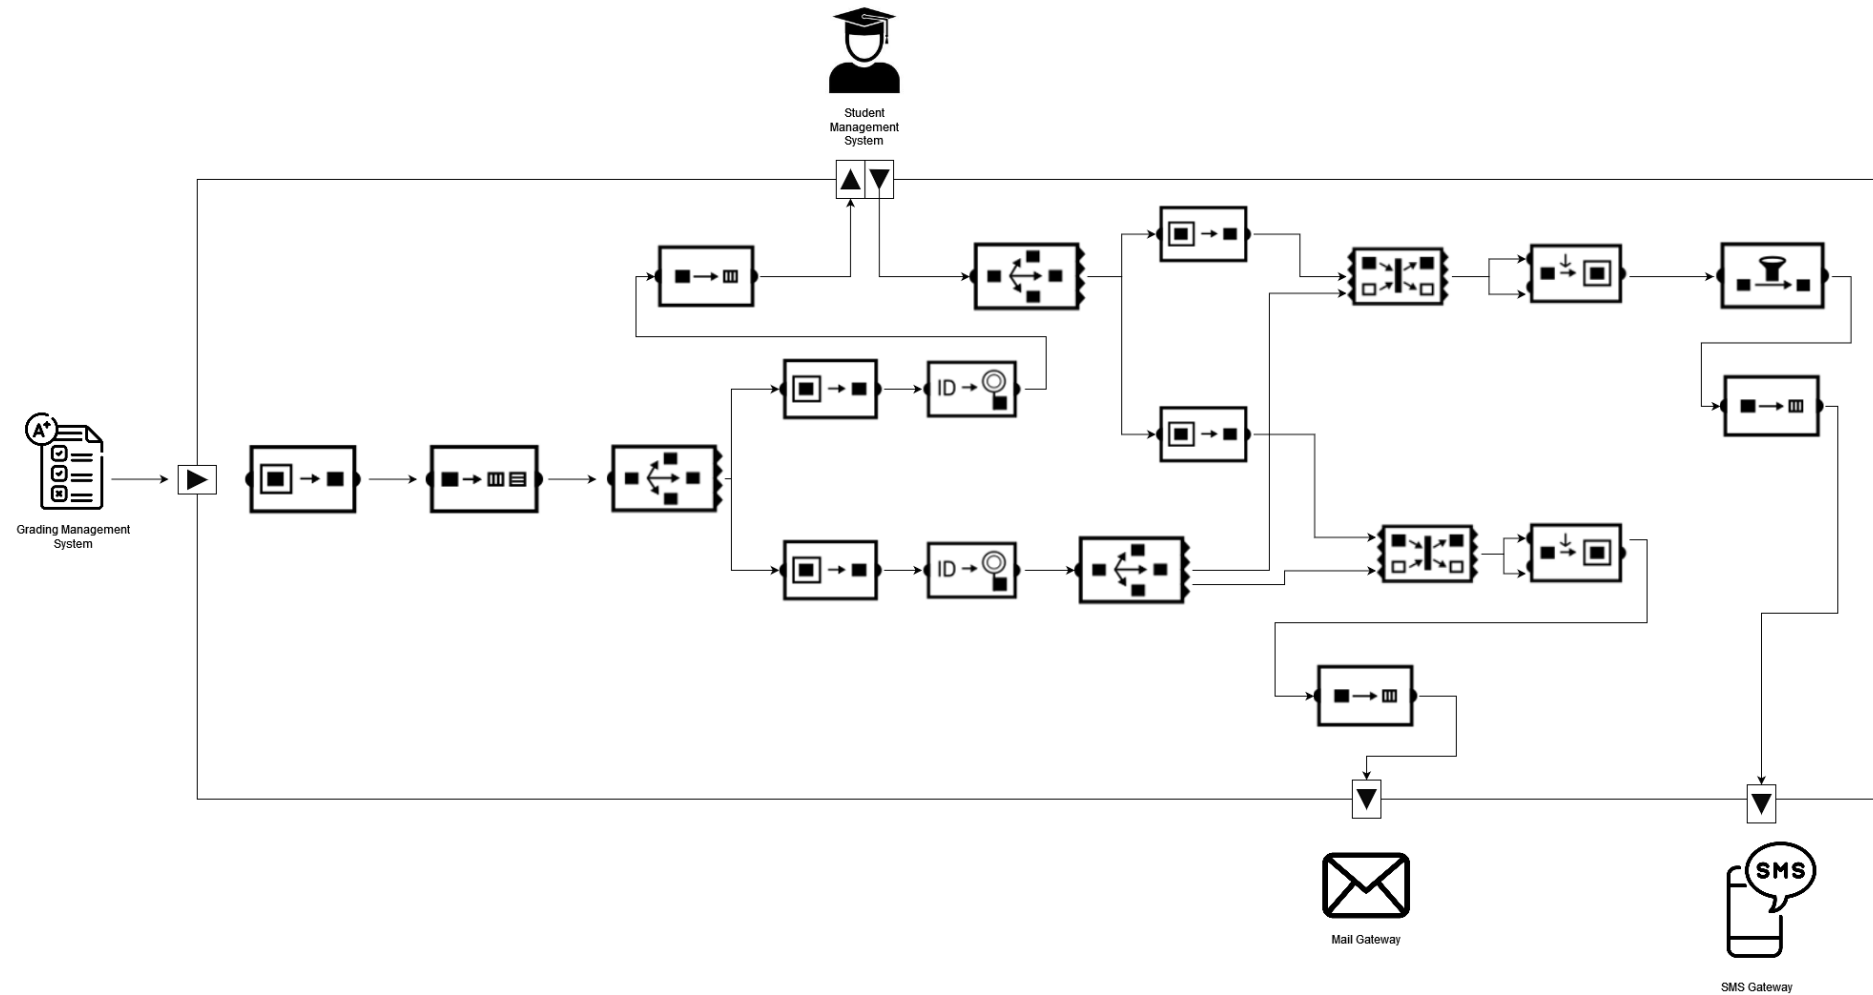 Student
Management
System
A+
Grading Management
System
ID
ID
SMS
Mail Gateway
SMS Gateway